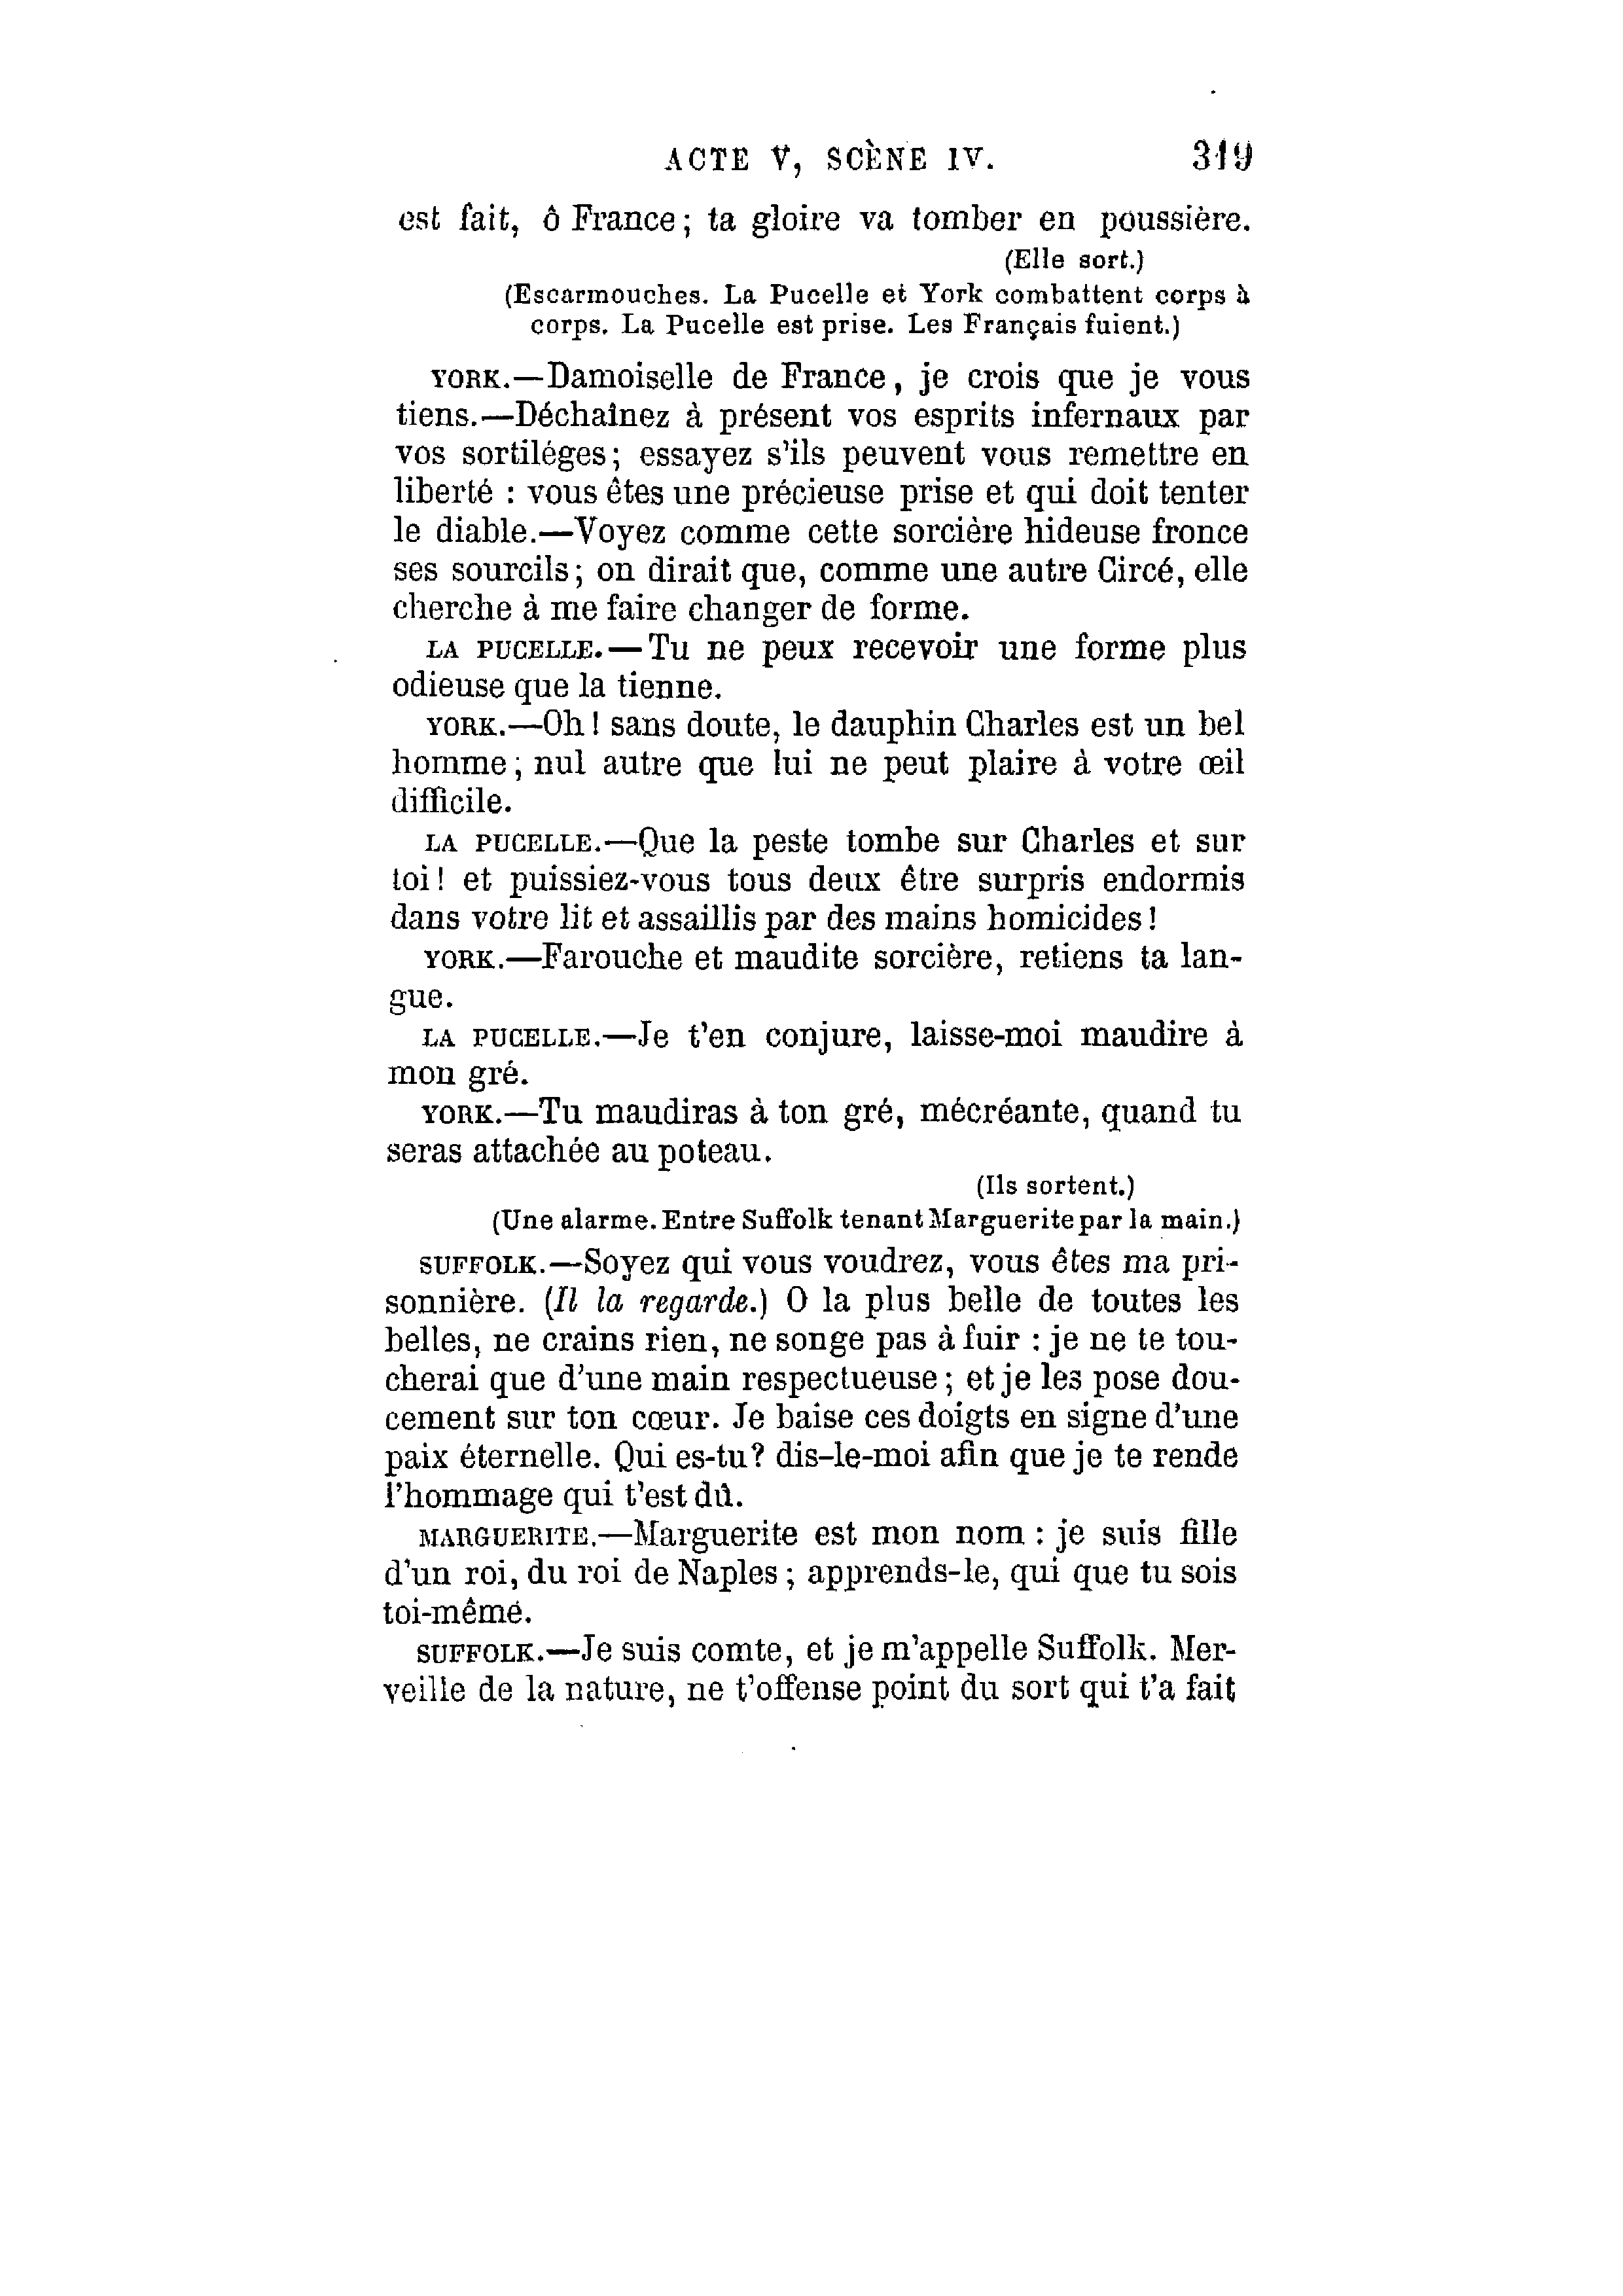 ACTE V, SCÈNE IV. 319
est fait, ô France; ta gloire va tomber en poussière.
(Elle sort.)
(Escarmouches. La Pucelle et York combattent corps à
corps. La Pucelle est prise. Les Français fuient.)
YORK.—Damoiselle de France, je crois que je vous
tiens.—Déchaînez à présent vos esprits infernaux par
vos sortiléges; essayez s'ils peuvent vous remettre en
liberté : vous êtes une précieuse prise et qui doit tenter
le diable.—Voyez comme cette sorcière hideuse fronce
ses sourcils; on dirait que, comme une autre Circé, elle
cherche à me faire changer de forme.
LA PUCELLE.—Tu ne peux recevoir une forme plus
odieuse que la tienne.
YORK.—Oh! sans doute, le dauphin Charles est un bel
homme; nul autre que lui ne peut plaire à votre œil
difficile.
LA PUCELLE.—Que la peste tombe sur Charles et sur
toi! et puissiez-vous tous deux être surpris endormis
dans votre lit et assaillis par des mains homicides!
YORK.—Farouche et maudite sorcière, retiens ta lan-
gue.
LA PUCELLE.—Je t'en conjure, laisse-moi maudire à
mon gré.
YORK.—Tu maudiras à ton gré, mécréante, quand tu
seras attachée au poteau.
(Ils sortent.)
(Une alarme. Entre Suffolk tenant Marguerite par la main.)
SUFFOLK.—Soyez qui vous voudrez, vous êtes ma pri-
sonnière. (Il la regarde.) O la plus belle de toutes les
belles, ne crains rien, ne songe pas à fuir : je ne te tou-
cherai que d'une main respectueuse; et je les pose dou-
cement sur ton cœur. Je baise ces doigts en signe d'une
paix éternelle. Qui es-tu? dis-le-moi afin que je te rende
l'hommage qui t'est dû.
MARGUERITE.—Marguerite est mon nom : je suis fille
d'un roi, du roi de Naples; apprends-le, qui que tu sois
toi-même.
SUFFOLK.—Je suis comte, et je m'appelle Suffolk. Mer-
veille de la nature, ne t'offense point du sort qui t'a fait